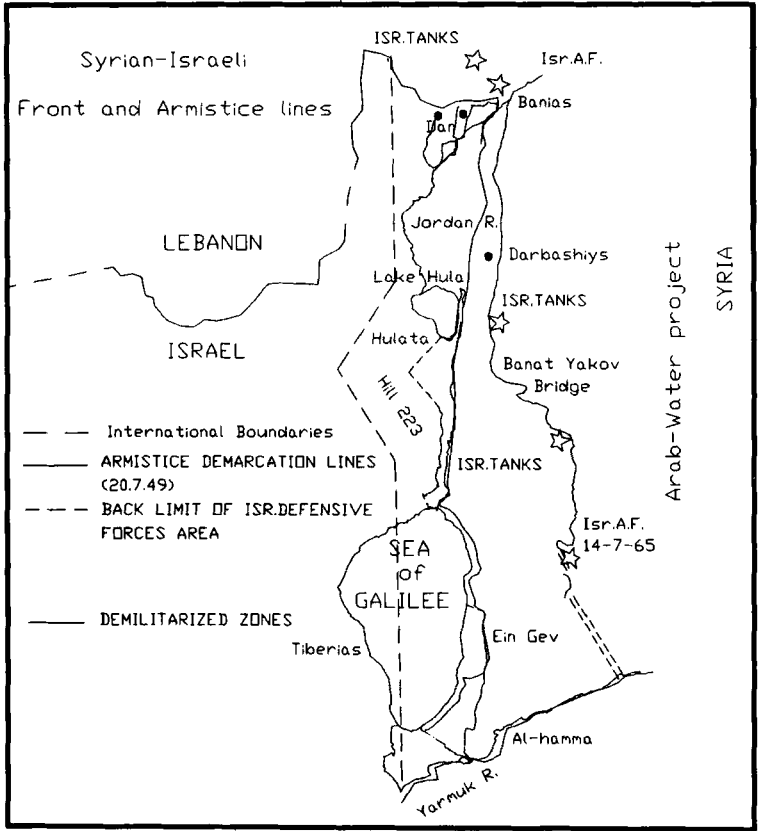 Syrian-Israeli
Front and Armistice lines
ISR.TANKS
Isr.A.F.
Banias
Dan
Jordan R.
LEBANON
Darbashiys
Lake Hula
ISR.TANKS
Hulata
ISRAEL
Banat Yakov
Bridge
Hill 223
Arab-Water project
SYRIA
International Boundaries
ARMISTICE DEMARCATION LINES
(20.7.49)
ISR.TANKS
BACK LIMIT OF ISR.DEFENSIVE
FORCES AREA
Isr.A.F.
14-7-65
SEA
of
GALILEE
DEMILITARIZED ZONES
Tiberias
Ein Gev
Al-hamma
Yarmuk R.